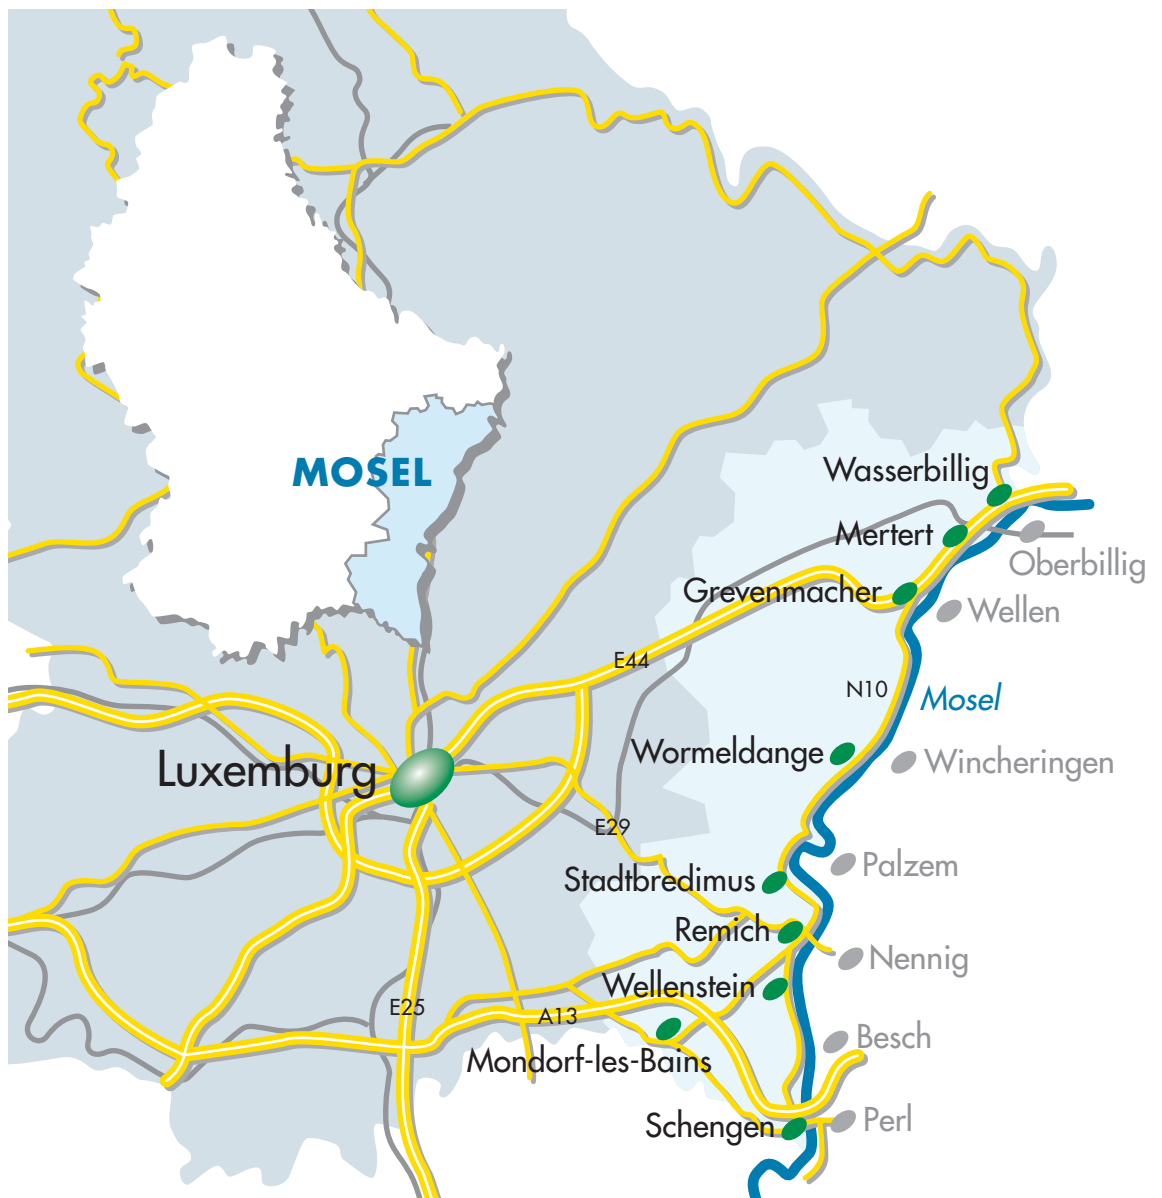 MOSEL
Wasserbillig
Mertert
Oberbillig
Grevenmacher
Wellen
E44
N10
Mosel
Wormeldange
Wincheringen
Luxemburg
E29
Palzem
Stadtbredimus
Remich
Nennig
Wellenstein
E25
A13
Besch
Mondorf-les-Bains
Perl
Schengen